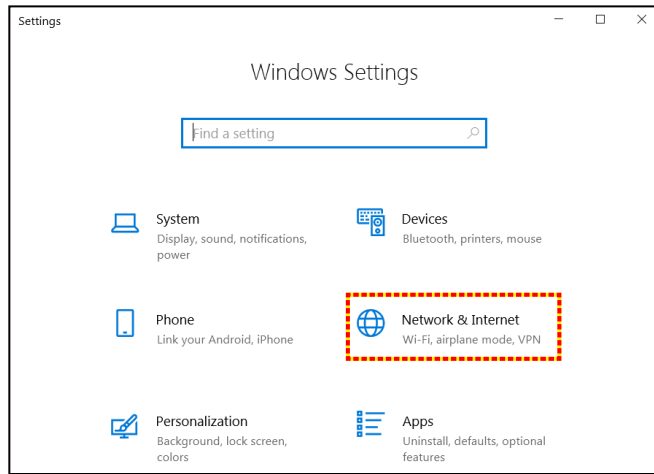 Settings
Windows Settings
Find a setting
System
Display, sound, notifications,
power
Devices
Bluetooth, printers, mouse
Phone
Link your Android, iPhone
Network & Internet
Wi-Fi, airplane mode, VPN
Personalization
Background, lock screen,
colors
Apps
Uninstall, defaults, optional
features